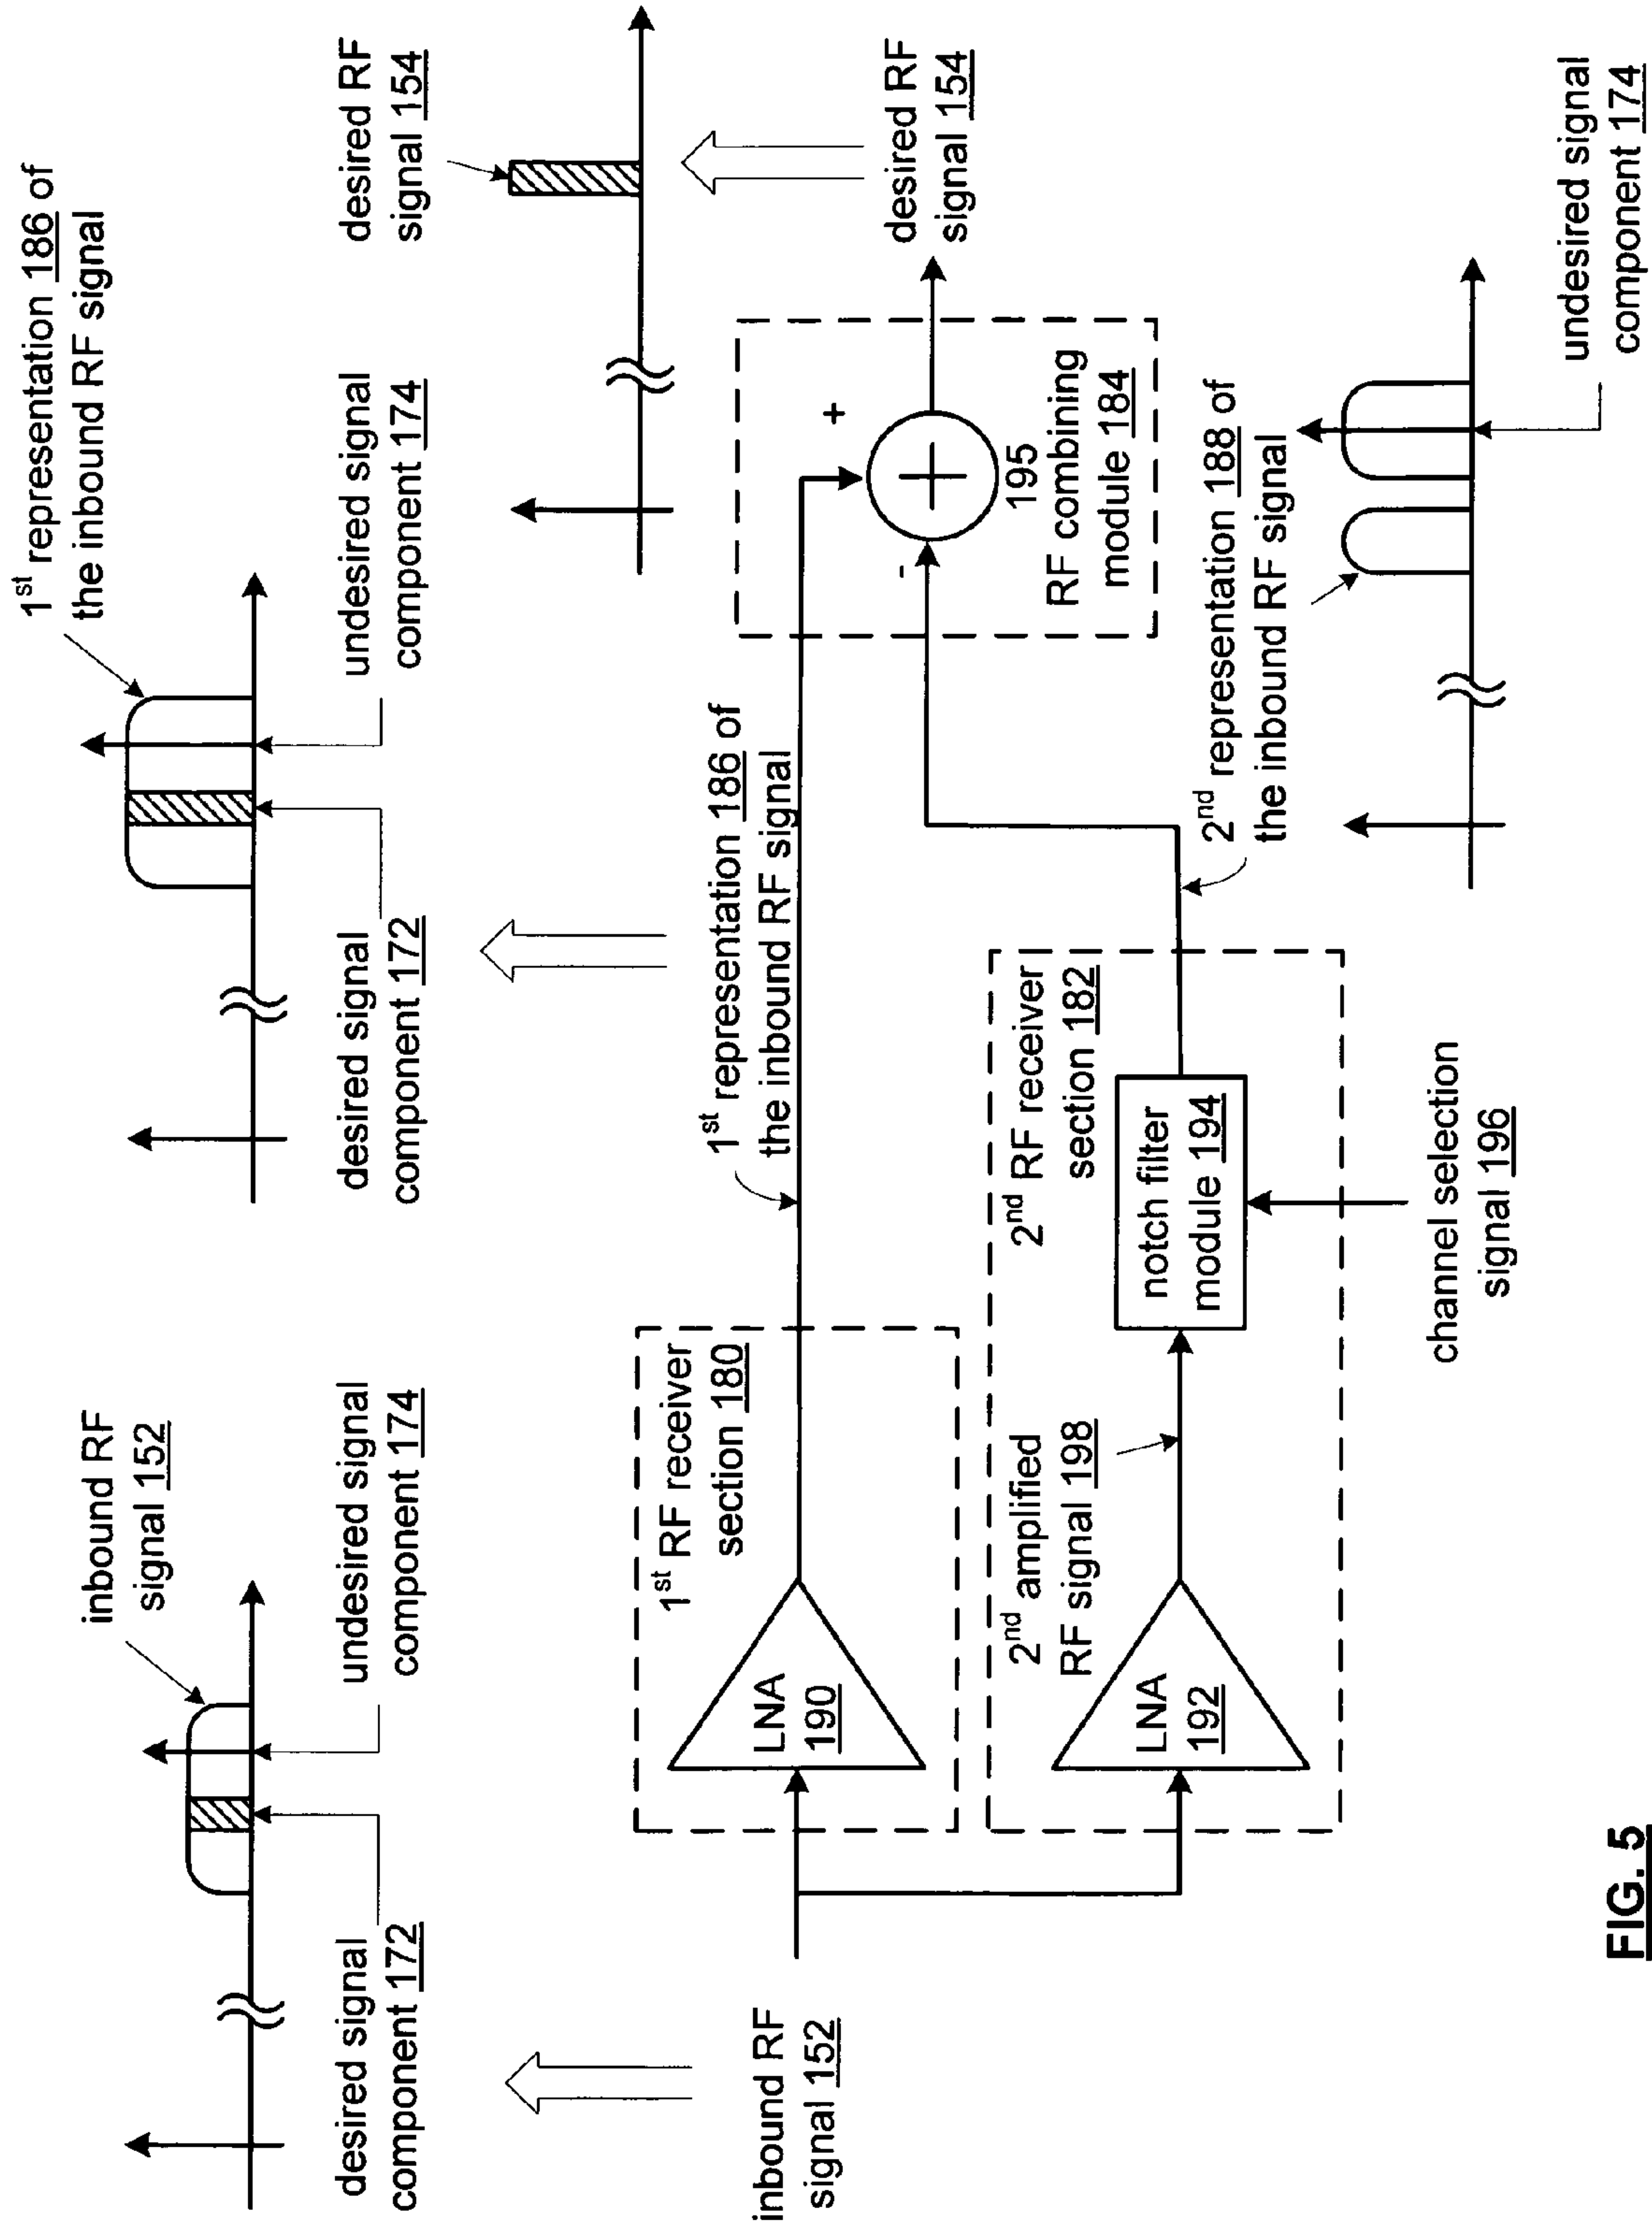 inbound RF
signal 152
desired signal
component 172
undesired signal
component 174
1st representation 186 of
the inbound RF signal
desired signal
component 172
undesired signal
component 174
desired RF
signal 154
inbound RF
signal 152
1st RF receiver
section 180
LNA
190
1st representation 186 of
the inbound RF signal
+
-
195
RF combining
module 184
desired RF
signal 154
2nd RF receiver
section 182
2nd amplified
RF signal 198
LNA
192
notch filter
module 194
channel selection
signal 196
2nd representation 188 of
the inbound RF signal
undesired signal
component 174
FIG. 5